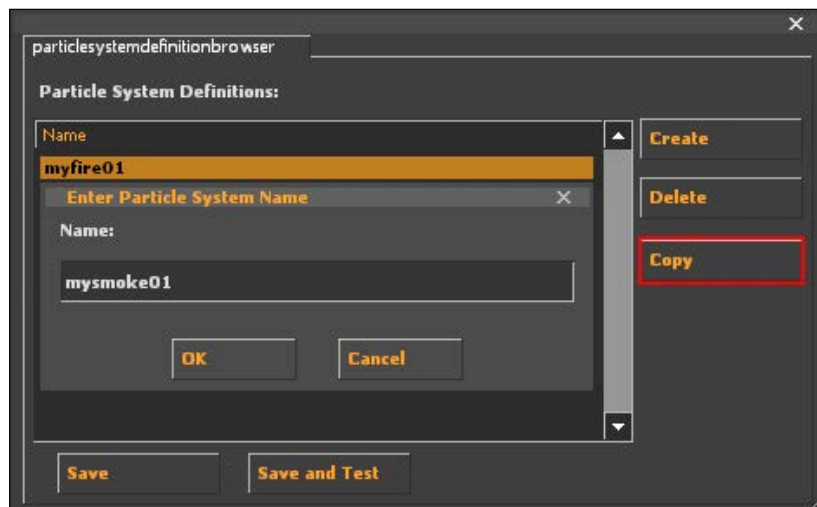 particlesystemdefinitionbrowser
Particle System Definitions:
Name
myfire01
Enter Particle System Name
Name:
mysmoke01
OK Cancel
Create
Delete
Copy
Save Save and Test